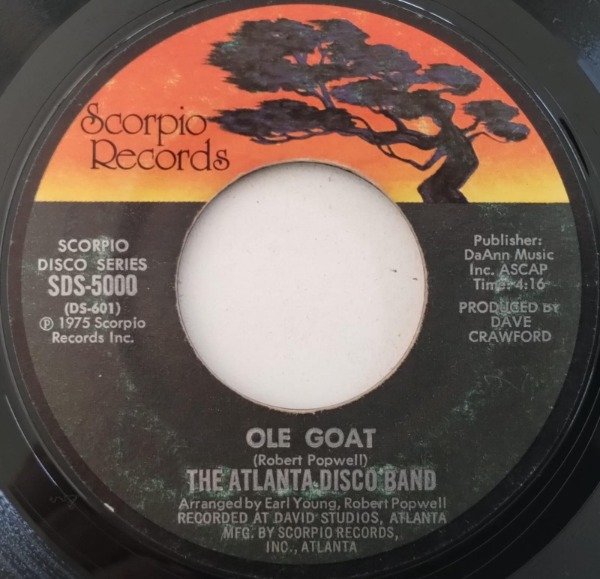 Scorpio
Records
SCORPIO
DISCO SERIES
SDS-5000
(DS-601)
℗ 1975 Scorpio
Records Inc.
Publisher:
DaAnn Music
Inc. ASCAP
Time: 4:16
PRODUCED BY
DAVE
CRAWFORD
OLE GOAT
(Robert Popwell)
THE ATLANTA DISCO BAND
Arranged by Earl Young, Robert Popwell
RECORDED AT DAVID STUDIOS, ATLANTA
MFG. BY SCORPIO RECORDS,
INC., ATLANTA